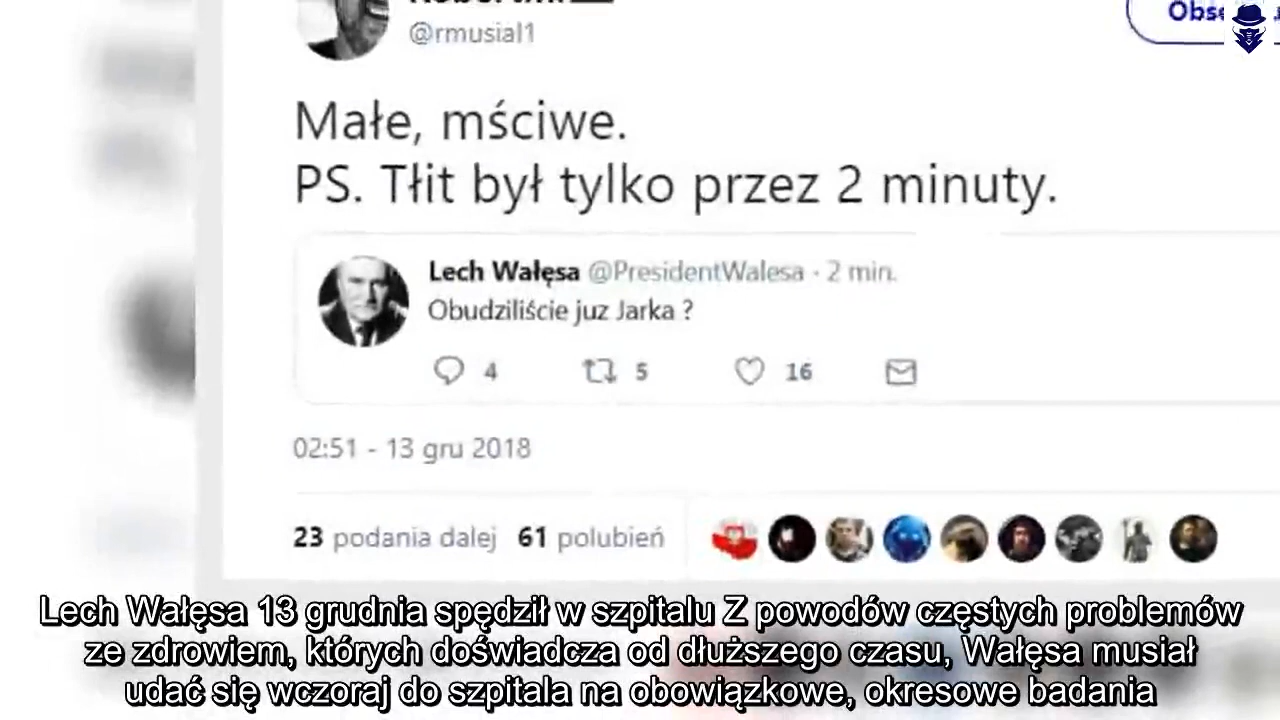 @rmusial1
Małe, mściwe.
PS. Tłit był tylko przez 2 minuty.
Lech Wałęsa @PresidentWalesa · 2 min.
Obudziliście juz Jarka ?
4 5 16
02:51 - 13 gru 2018
23 podania dalej 61 polubień
Lech Wałęsa 13 grudnia spędził w szpitalu Z powodów częstych problemów
ze zdrowiem, których doświadcza od dłuższego czasu, Wałęsa musiał
udać się wczoraj do szpitala na obowiązkowe, okresowe badania